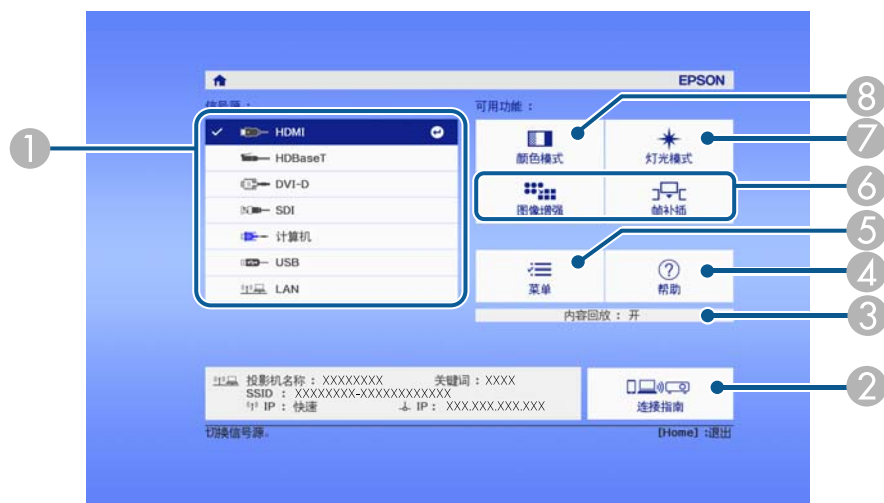 EPSON
信号源：
可用功能：
HDMI
HDBaseT
DVI-D
SDI
计算机
USB
LAN
颜色模式
灯光模式
图像增强
帧补插
菜单
帮助
内容回放：开
投影机名称：XXXXXXXX 关键词：XXXX
SSID：XXXXXXXX-XXXXXXXXXXXX
IP：快速 IP：XXX.XXX.XXX.XXX
连接指南
切换信号源。
[Home]:退出
1
8
7
6
5
4
3
2